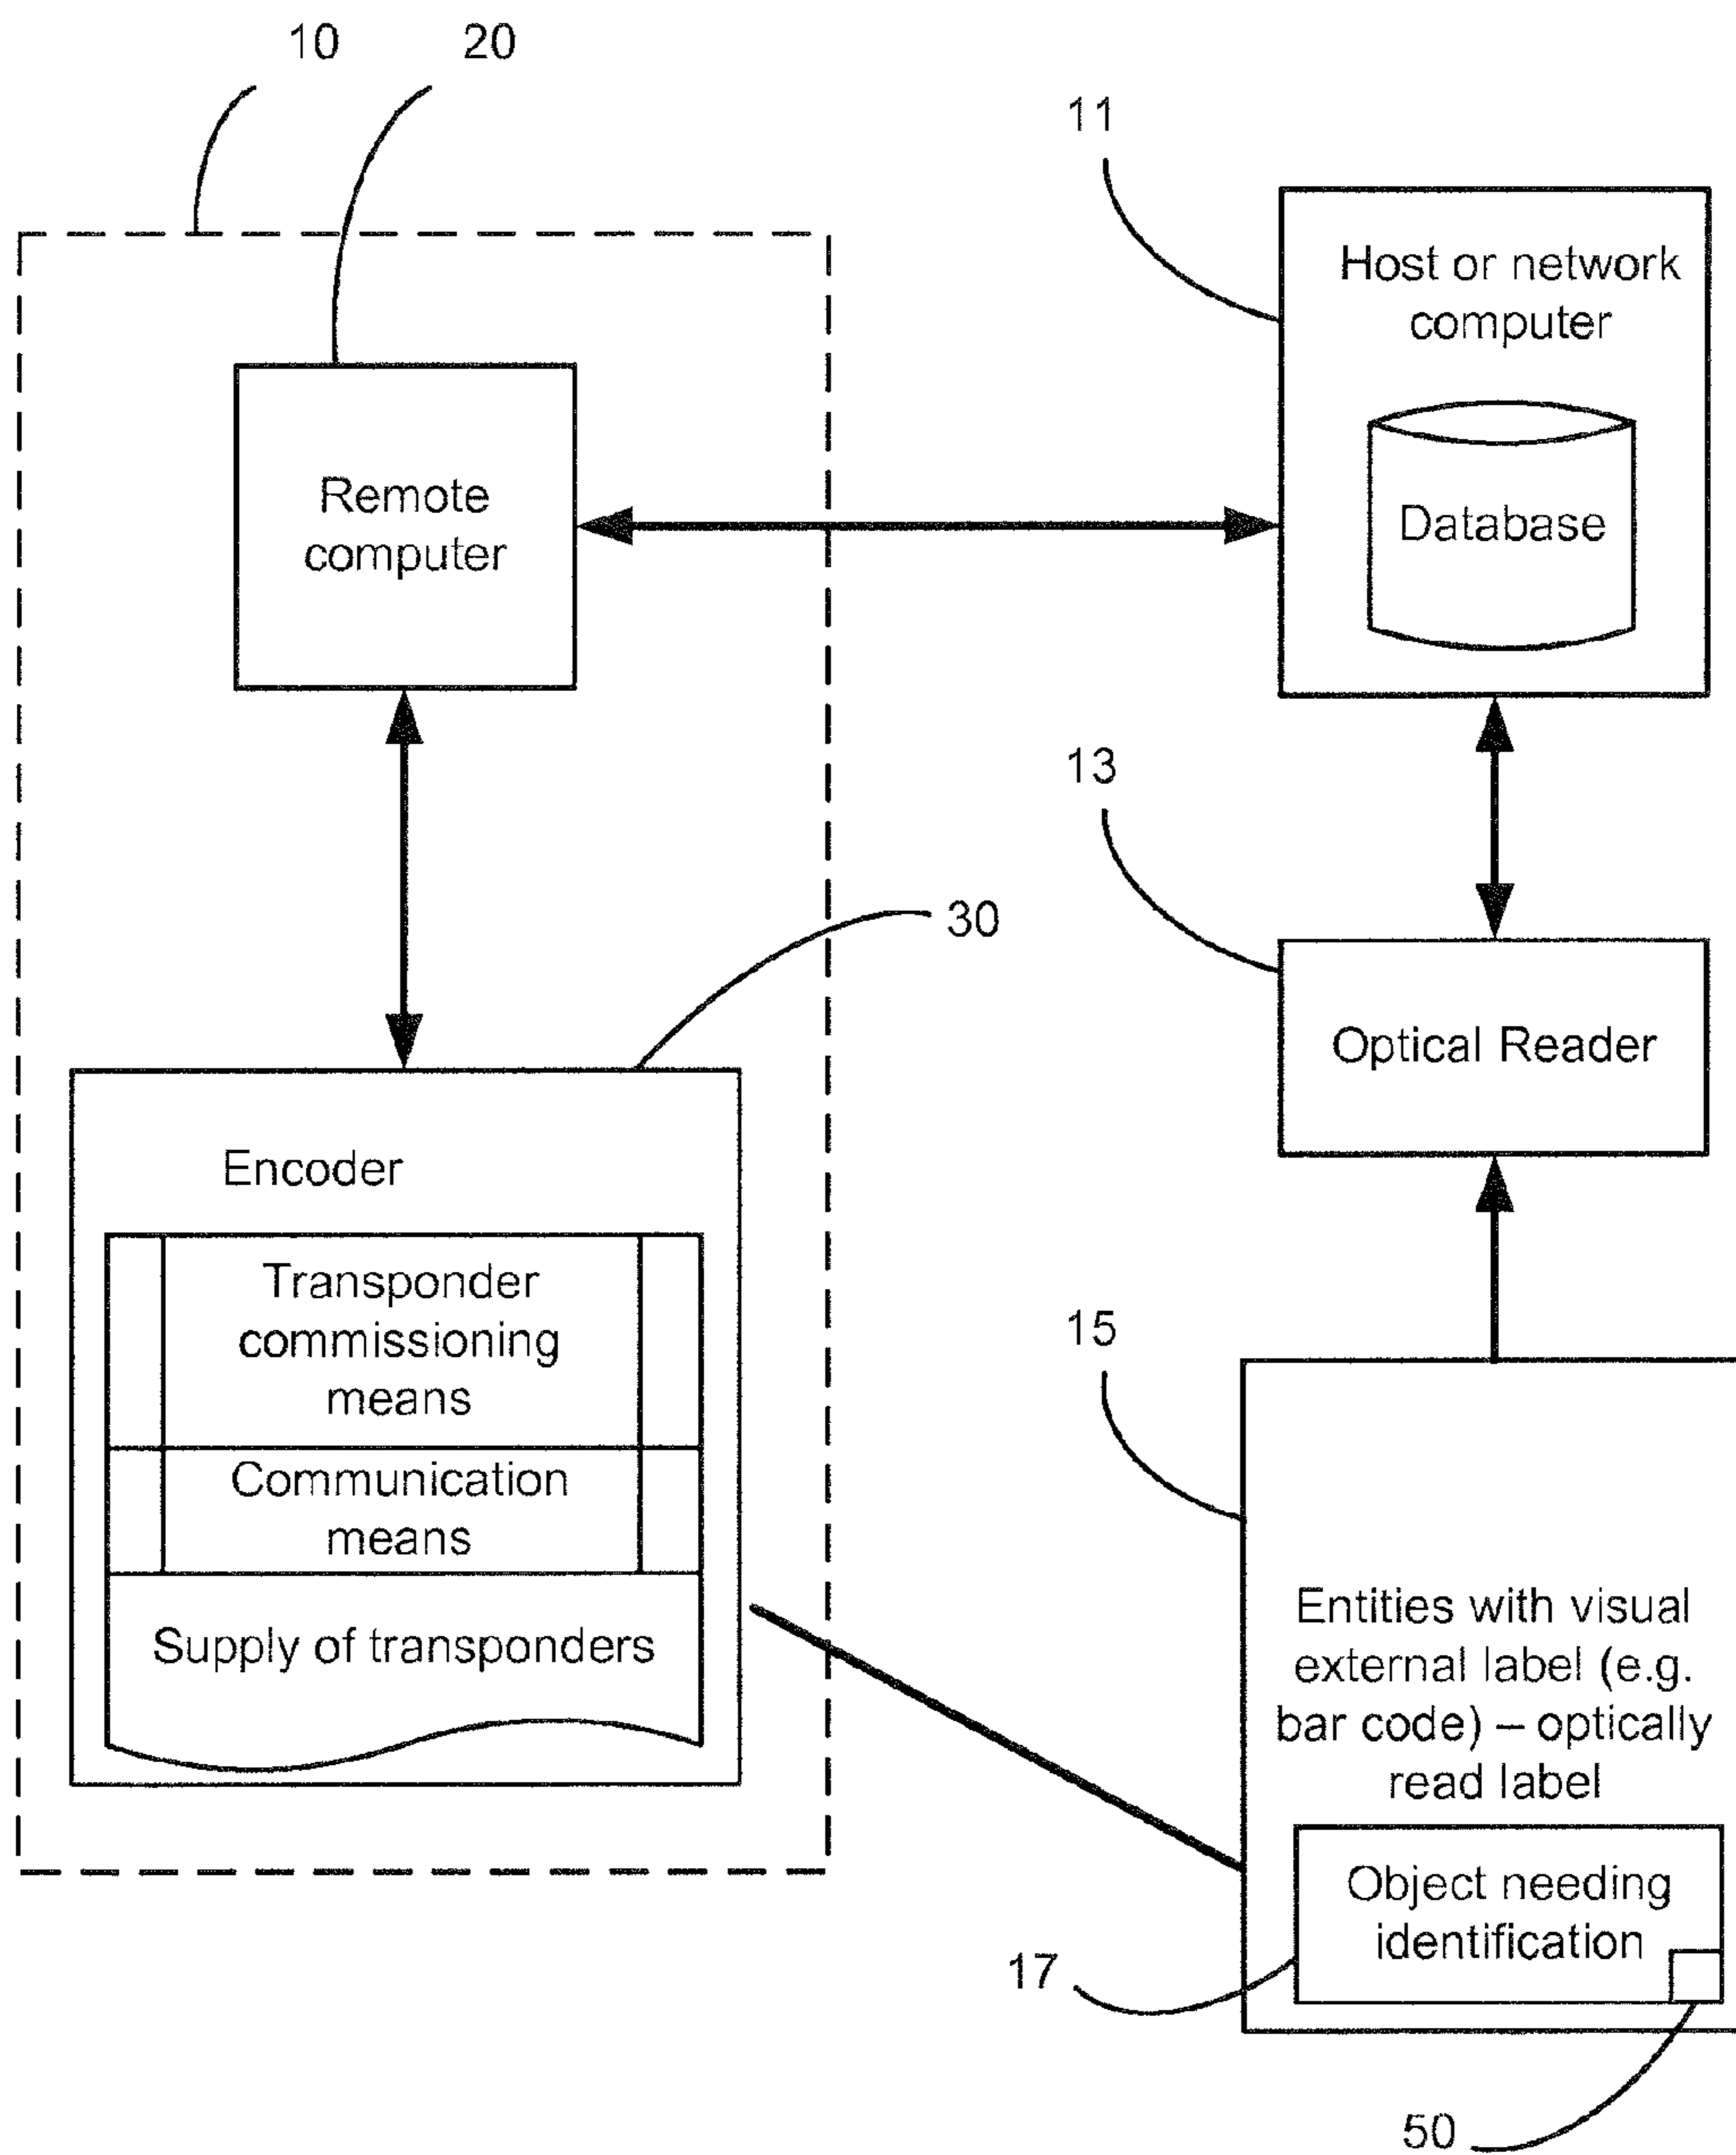 10
20
11
Host or network
computer
Database
Remote
computer
13
30
Optical Reader
Encoder
Transponder
commissioning
means
Communication
means
Supply of transponders
15
Entities with visual
external label (e.g.
bar code) – optically
read label
Object needing
identification
17
50